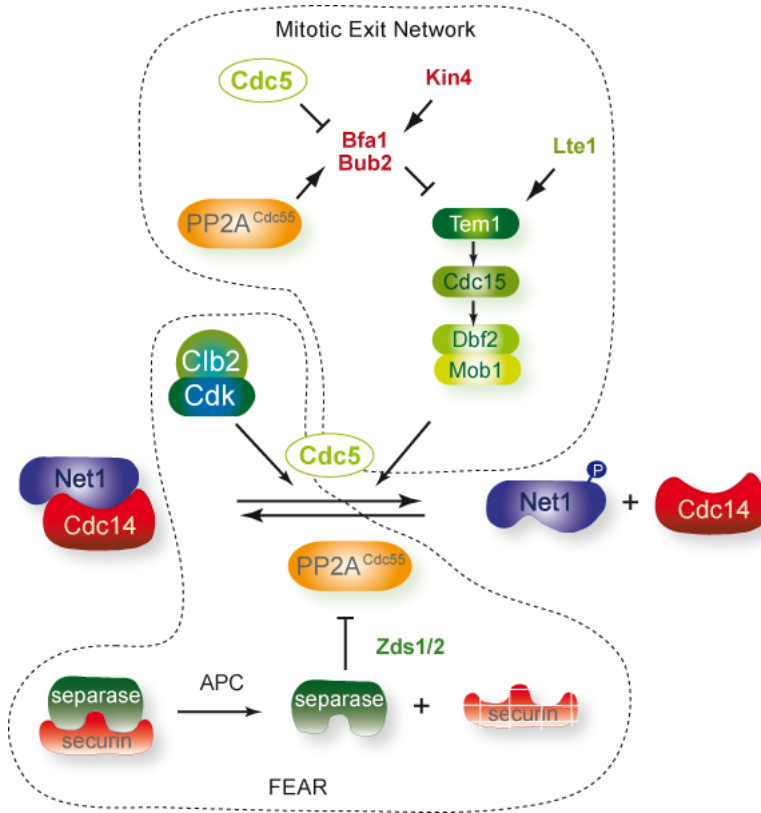 Mitotic Exit Network
Cdc5
Kin4
Bfa1
Bub2
Lte1
PP2A Cdc55
Tem1
Cdc15
Dbf2
Mob1
Clb2
Cdk
Cdc5
Net1
Cdc14
P
Net1
+
Cdc14
PP2A Cdc55
Zds1/2
separase
securin
APC
separase
+
securin
FEAR